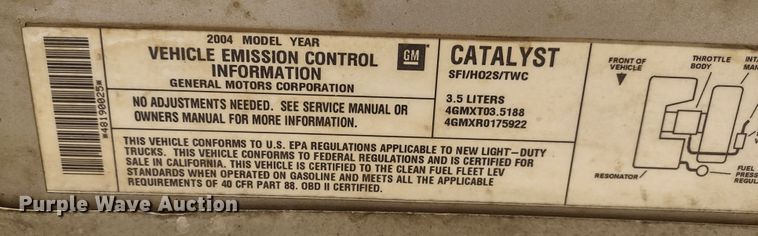 2004 MODEL YEAR
VEHICLE EMISSION CONTROL
INFORMATION
GENERAL MOTORS CORPORATION
GM
NO ADJUSTMENTS NEEDED. SEE SERVICE MANUAL OR
OWNERS MANUAL FOR MORE INFORMATION.
THIS VEHICLE CONFORMS TO U.S. EPA REGULATIONS APPLICABLE TO NEW LIGHT-DUTY
TRUCKS. THIS VEHICLE CONFORMS TO FEDERAL REGULATIONS AND IS CERTIFIED FOR
SALE IN CALIFORNIA. THIS VEHICLE IS CERTIFIED TO THE CLEAN FUEL FLEET LEV
STANDARDS WHEN OPERATED ON GASOLINE AND MEETS ALL THE APPLICABLE
REQUIREMENTS OF 40 CFR PART 88. OBD II CERTIFIED.
*48190025*
CATALYST
SFI/HO2S/TWC
3.5 LITERS
4GMXT03.5188
4GMXR0175922
FRONT OF
VEHICLE
THROTTLE
BODY
RESONATOR
FUEL
PRES
REGUL
Purple Wave Auction